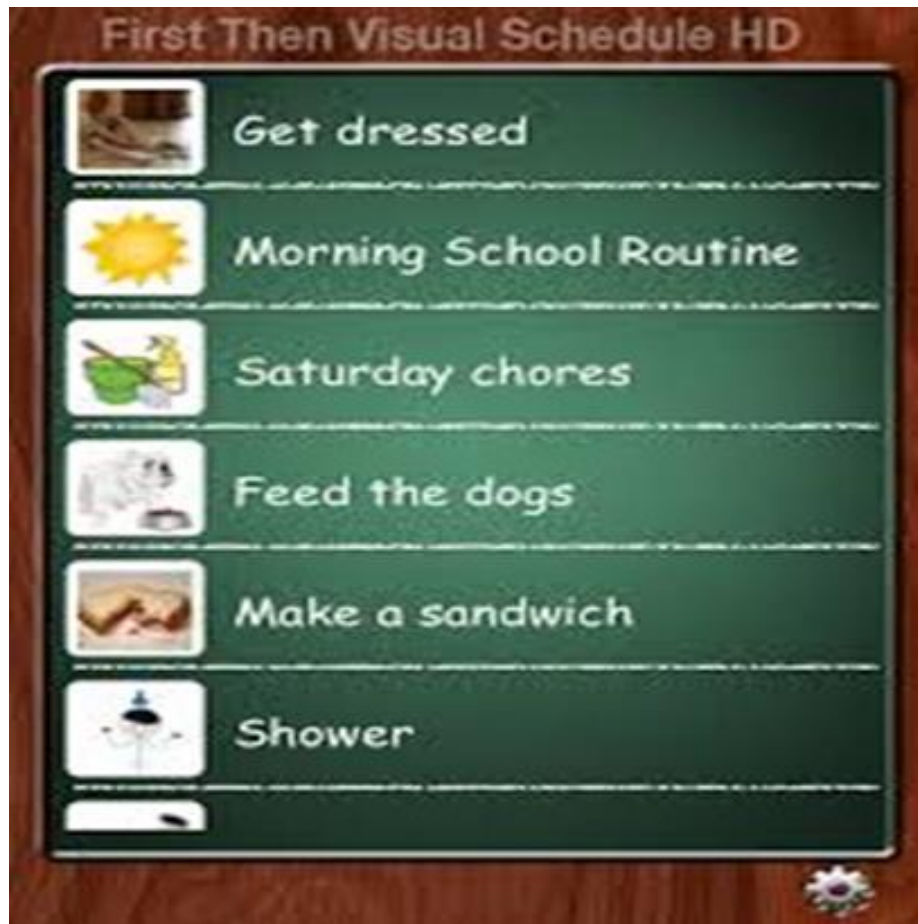 First Then Visual Schedule HD
Get dressed
Morning School Routine
Saturday chores
Feed the dogs
Make a sandwich
Shower